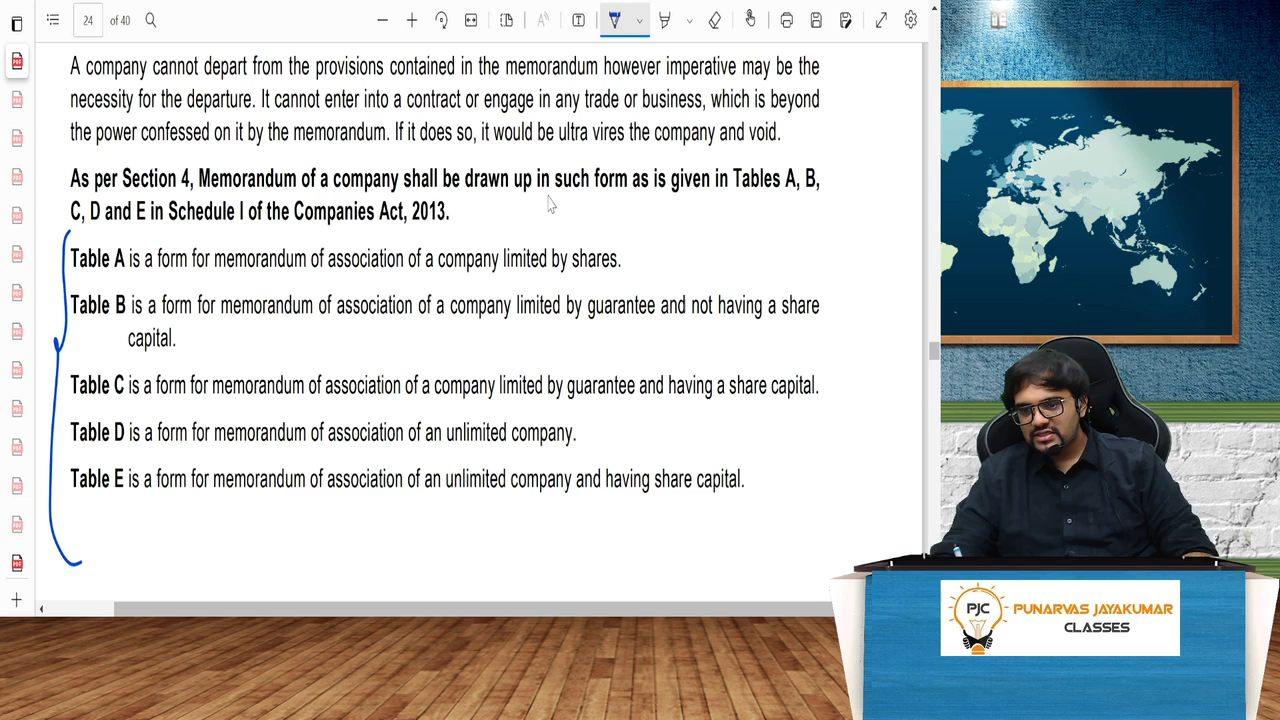 24
of 40
A company cannot depart from the provisions contained in the memorandum however imperative may be the
necessity for the departure. It cannot enter into a contract or engage in any trade or business, which is beyond
the power confessed on it by the memorandum. If it does so, it would be ultra vires the company and void.
As per Section 4, Memorandum of a company shall be drawn up in such form as is given in Tables A, B,
C, D and E in Schedule I of the Companies Act, 2013.
Table A is a form for memorandum of association of a company limited by shares.
Table B is a form for memorandum of association of a company limited by guarantee and not having a share
capital.
Table C is a form for memorandum of association of a company limited by guarantee and having a share capital.
Table D is a form for memorandum of association of an unlimited company.
Table E is a form for memorandum of association of an unlimited company and having share capital.
PJC
PUNARVAS JAYAKUMAR
CLASSES